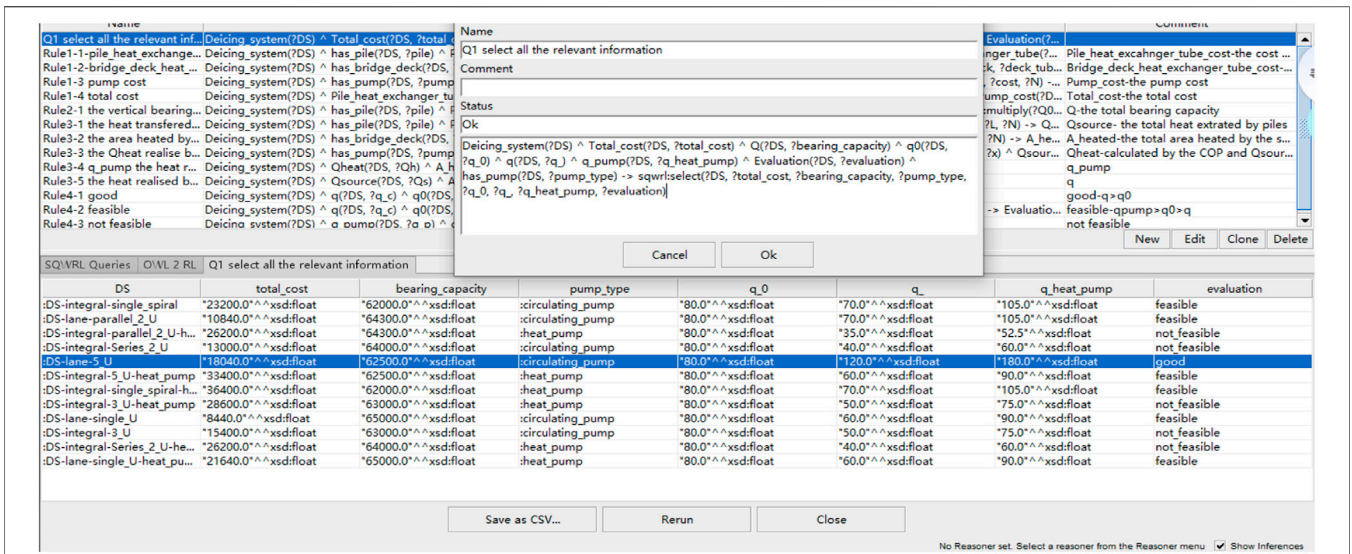 Name Comment
Q1 select all the relevant inf... Deicing_system(?DS) ^ Total_cost(?DS, ?total_ Evaluation(?...
Rule1-1-pile_heat_exchange... Deicing_system(?DS) ^ has_pile(?DS, ?pile) ^ nger_tube(?... Pile_heat_excahnger_tube_cost-the cost ...
Rule1-2-bridge_deck_heat_... Deicing_system(?DS) ^ has_bridge_deck(?DS, ck, ?deck_tub... Bridge_deck_heat_exchanger_tube_cost-...
Rule1-3 pump cost Deicing_system(?DS) ^ has_pump(?DS, ?pump , ?cost, ?N) -... Pump_cost-the pump cost
Rule1-4 total cost Deicing_system(?DS) ^ Pile_heat_exchanger_tu ump_cost(?D... Total_cost-the total cost
Rule2-1 the vertical bearing... Deicing_system(?DS) ^ has_pile(?DS, ?pile) ^ :multiply(?Q0... Q-the total bearing capacity
Rule3-1 the heat transfered... Deicing_system(?DS) ^ has_pile(?DS, ?pile) ^ ?L, ?N) -> Q... Qsource- the total heat extrated by piles
Rule3-2 the area heated by... Deicing_system(?DS) ^ has_bridge_deck(?DS, ?N) -> A_he... A_heated-the total area heated by the s...
Rule3-3 the Qheat realise b... Deicing_system(?DS) ^ has_pump(?DS, ?pump ?x) ^ Qsour... Qheat-calculated by the COP and Qsour...
Rule3-4 q_pump the heat r... Deicing_system(?DS) ^ Qheat(?DS, ?Qh) ^ A_h q_pump
Rule3-5 the heat realised b... Deicing_system(?DS) ^ Qsource(?DS, ?Qs) ^ A q
Rule4-1 good Deicing_system(?DS) ^ q(?DS, ?q_c) ^ q0(?DS, good-q>q0
Rule4-2 feasible Deicing_system(?DS) ^ q(?DS, ?q_c) ^ q0(?DS, -> Evaluatio... feasible-qpump>q0>q
Rule4-3 not feasible Deicing_system(?DS) ^ q_pump(?DS, ?q_p) ^ not feasible
Name
Q1 select all the relevant information
Comment
Status
Ok
Deicing_system(?DS) ^ Total_cost(?DS, ?total_cost) ^ Q(?DS, ?bearing_capacity) ^ q0(?DS,
?q_0) ^ q(?DS, ?q_) ^ q_pump(?DS, ?q_heat_pump) ^ Evaluation(?DS, ?evaluation) ^
has_pump(?DS, ?pump_type) -> sqwrl:select(?DS, ?total_cost, ?bearing_capacity, ?pump_type,
?q_0, ?q_, ?q_heat_pump, ?evaluation)
Cancel Ok
New Edit Clone Delete
SQWRL Queries OWL 2 RL Q1 select all the relevant information
DS total_cost bearing_capacity pump_type q_0 q_ q_heat_pump evaluation
:DS-integral-single_spiral "23200.0"^^xsd:float "62000.0"^^xsd:float :circulating_pump "80.0"^^xsd:float "70.0"^^xsd:float "105.0"^^xsd:float feasible
:DS-lane-parallel_2_U "10840.0"^^xsd:float "64300.0"^^xsd:float :circulating_pump "80.0"^^xsd:float "70.0"^^xsd:float "105.0"^^xsd:float feasible
:DS-integral-parallel_2_U-h... "26200.0"^^xsd:float "64300.0"^^xsd:float :heat_pump "80.0"^^xsd:float "35.0"^^xsd:float "52.5"^^xsd:float not_feasible
:DS-integral-Series_2_U "13000.0"^^xsd:float "64000.0"^^xsd:float :circulating_pump "80.0"^^xsd:float "40.0"^^xsd:float "60.0"^^xsd:float not_feasible
:DS-lane-5_U "18040.0"^^xsd:float "62500.0"^^xsd:float :circulating_pump "80.0"^^xsd:float "120.0"^^xsd:float "180.0"^^xsd:float good
:DS-integral-5_U-heat_pump "33400.0"^^xsd:float "62500.0"^^xsd:float :heat_pump "80.0"^^xsd:float "60.0"^^xsd:float "90.0"^^xsd:float feasible
:DS-integral-single_spiral-h... "36400.0"^^xsd:float "62000.0"^^xsd:float :heat_pump "80.0"^^xsd:float "70.0"^^xsd:float "105.0"^^xsd:float feasible
:DS-integral-3_U-heat_pump "28600.0"^^xsd:float "63000.0"^^xsd:float :heat_pump "80.0"^^xsd:float "50.0"^^xsd:float "75.0"^^xsd:float not_feasible
:DS-lane-single_U "8440.0"^^xsd:float "65000.0"^^xsd:float :circulating_pump "80.0"^^xsd:float "60.0"^^xsd:float "90.0"^^xsd:float feasible
:DS-integral-3_U "15400.0"^^xsd:float "63000.0"^^xsd:float :circulating_pump "80.0"^^xsd:float "50.0"^^xsd:float "75.0"^^xsd:float not_feasible
:DS-integral-Series_2_U-he... "26200.0"^^xsd:float "64000.0"^^xsd:float :heat_pump "80.0"^^xsd:float "40.0"^^xsd:float "60.0"^^xsd:float not_feasible
:DS-lane-single_U-heat_pu... "21640.0"^^xsd:float "65000.0"^^xsd:float :heat_pump "80.0"^^xsd:float "60.0"^^xsd:float "90.0"^^xsd:float feasible
Save as CSV... Rerun Close
No Reasoner set. Select a reasoner from the Reasoner menu Show Inferences